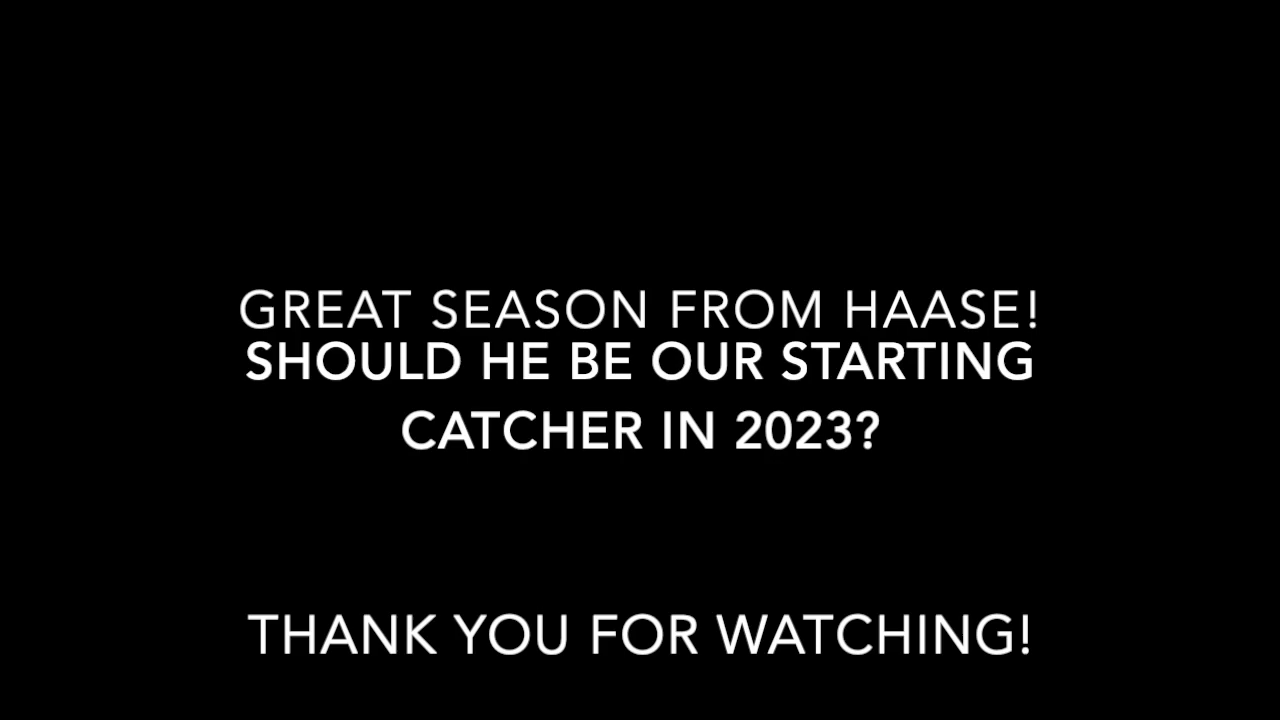 GREAT SEASON FROM HAASE!
SHOULD HE BE OUR STARTING
CATCHER IN 2023?
THANK YOU FOR WATCHING!